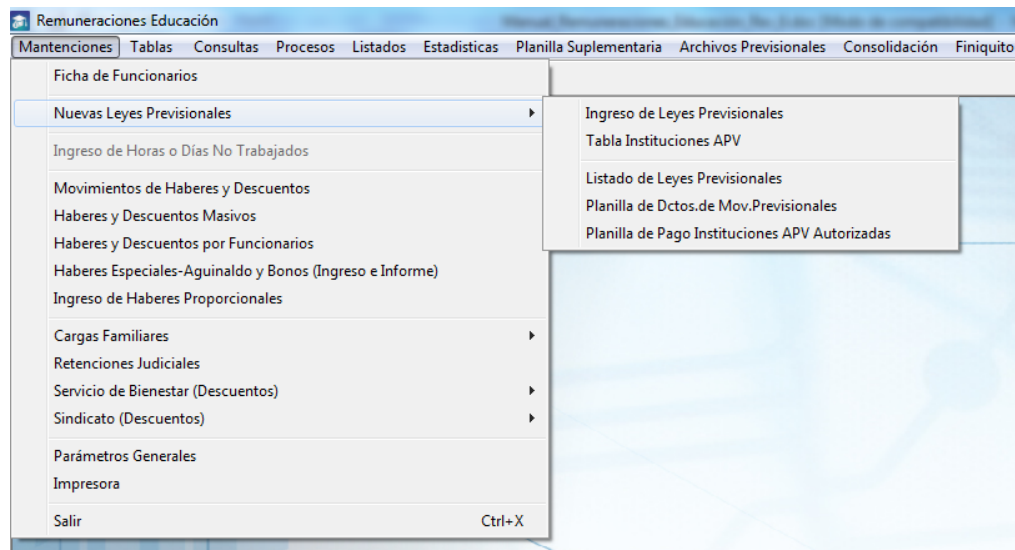 Remuneraciones Educación
Mantenciones Tablas Consultas Procesos Listados Estadisticas Planilla Suplementaria Archivos Previsionales Consolidación Finiquito
Ficha de Funcionarios
Nuevas Leyes Previsionales
Ingreso de Horas o Días No Trabajados
Movimientos de Haberes y Descuentos
Haberes y Descuentos Masivos
Haberes y Descuentos por Funcionarios
Haberes Especiales-Aguinaldo y Bonos (Ingreso e Informe)
Ingreso de Haberes Proporcionales
Cargas Familiares
Retenciones Judiciales
Servicio de Bienestar (Descuentos)
Sindicato (Descuentos)
Parámetros Generales
Impresora
Salir Ctrl+X
Ingreso de Leyes Previsionales
Tabla Instituciones APV
Listado de Leyes Previsionales
Planilla de Dctos.de Mov.Previsionales
Planilla de Pago Instituciones APV Autorizadas